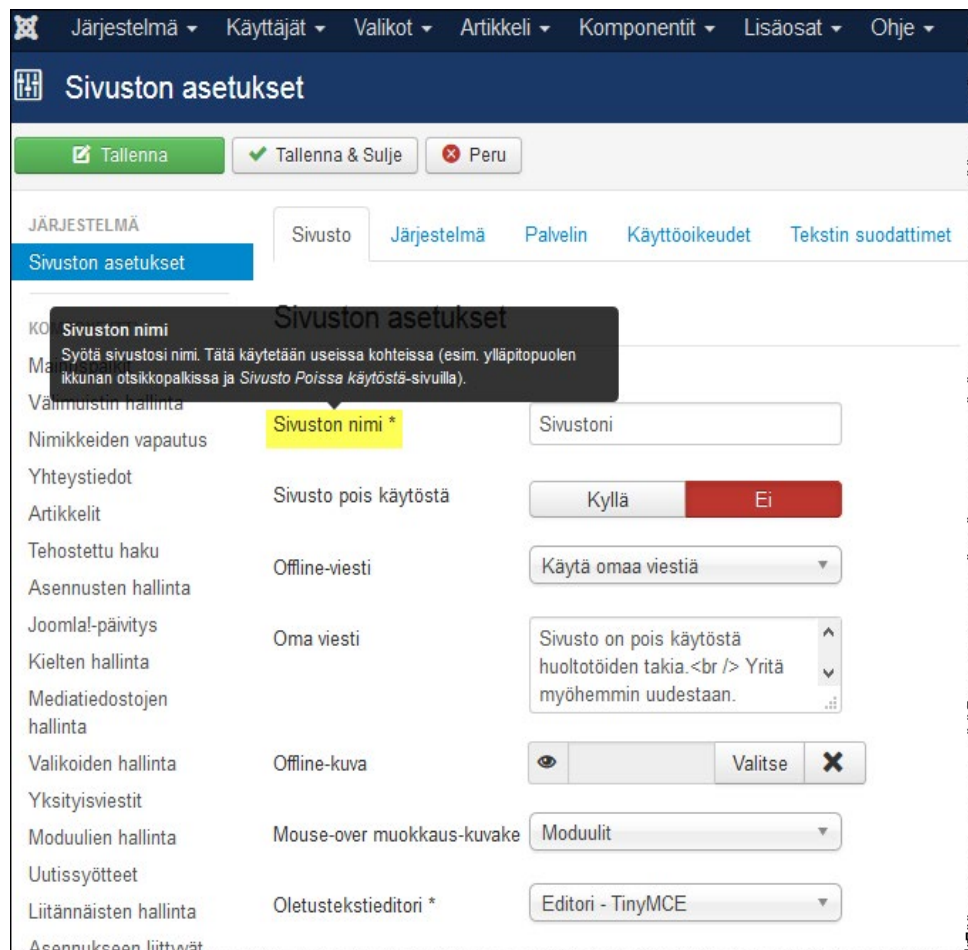 Järjestelmä Käyttäjät Valikot Artikkeli Komponentit Lisäosat Ohje
Sivuston asetukset
Tallenna Tallenna & Sulje Peru
JÄRJESTELMÄ
Sivuston asetukset
Sivusto Järjestelmä Palvelin Käyttöoikeudet Tekstin suodattimet
Sivuston asetukset
Sivuston nimi
Syötä sivustosi nimi. Tätä käytetään useissa kohteissa (esim. ylläpitopuolen
ikkunan otsikkopalkissa ja Sivusto Poissa käytöstä-sivuilla).
Välimuistin hallinta
Nimikkeiden vapautus
Yhteystiedot
Artikkelit
Tehostettu haku
Asennusten hallinta
Joomla!-päivitys
Kielten hallinta
Mediatiedostojen
hallinta
Valikoiden hallinta
Yksityisviestit
Moduulien hallinta
Uutissyötteet
Liitännäisten hallinta
Asennukseen liittyvät
Sivuston nimi * Sivustoni
Sivusto pois käytöstä Kyllä Ei
Offline-viesti Käytä omaa viestiä
Oma viesti Sivusto on pois käytöstä
huoltotöiden takia.<br /> Yritä
myöhemmin uudestaan.
Offline-kuva Valitse
Mouse-over muokkaus-kuvake Moduulit
Oletustekstieditori * Editori - TinyMCE